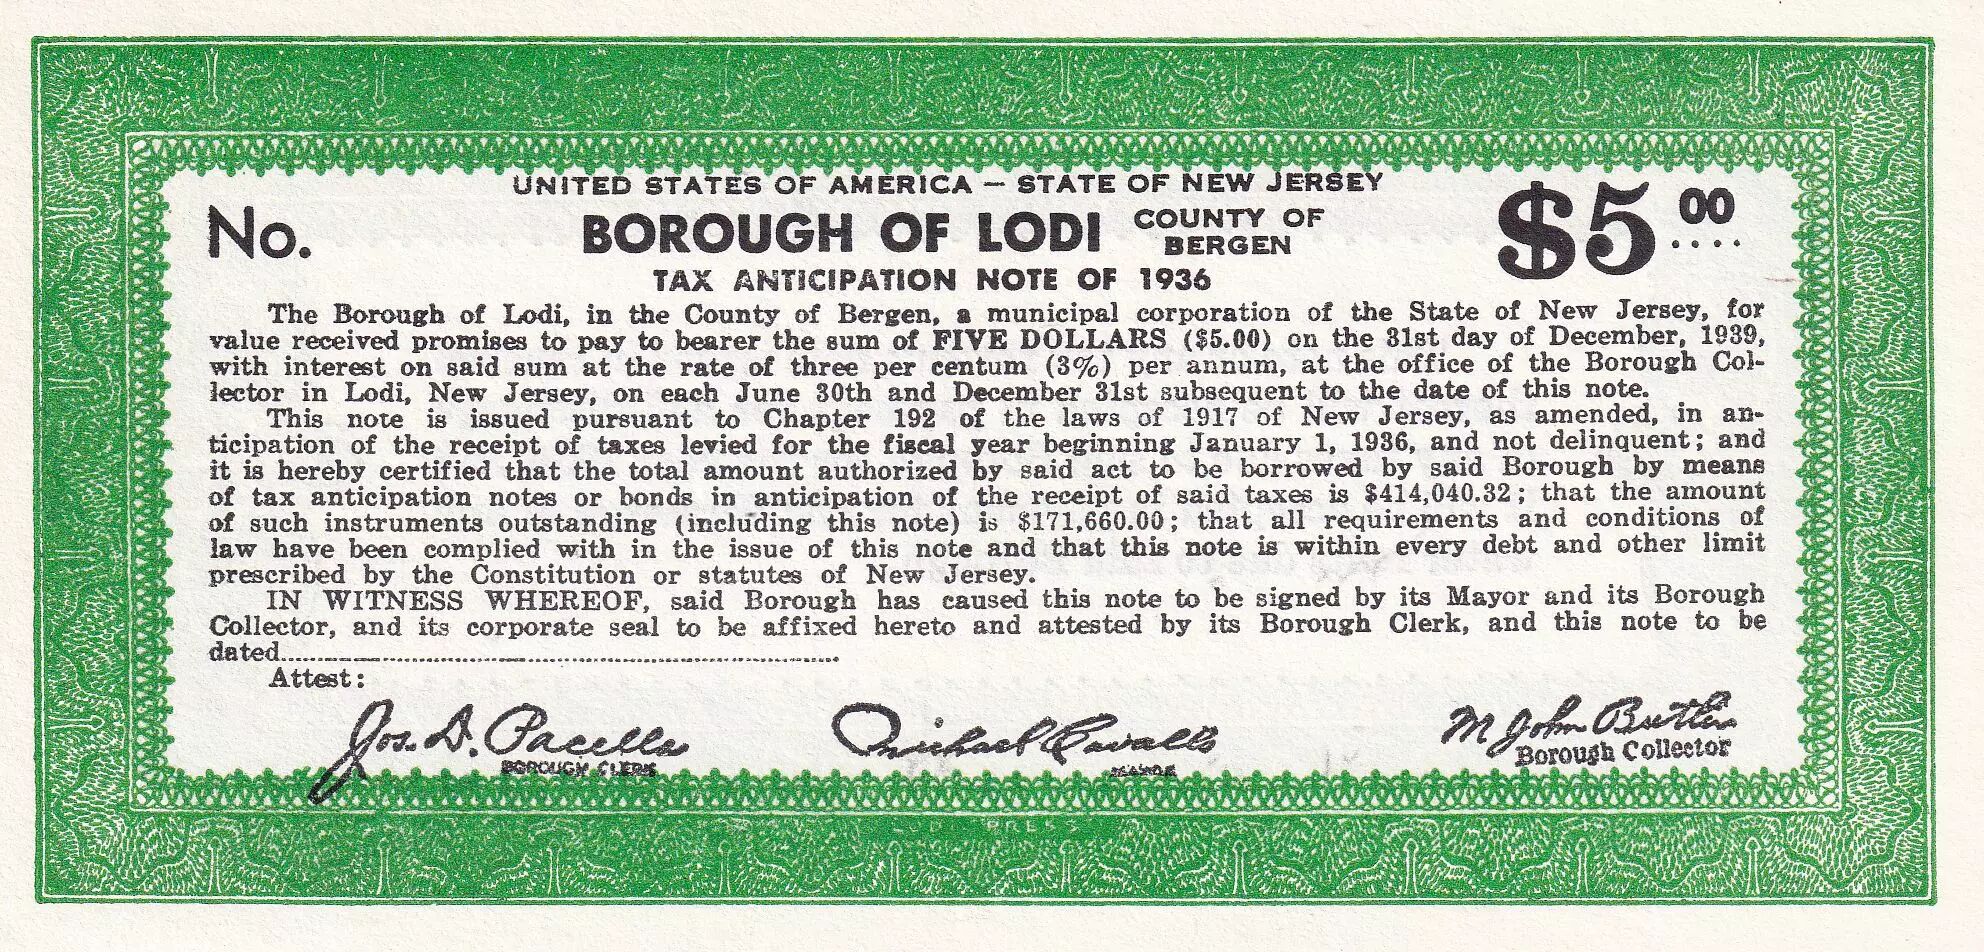 UNITED STATES OF AMERICA — STATE OF NEW JERSEY
No.
BOROUGH OF LODI COUNTY OF BERGEN
$5.00
TAX ANTICIPATION NOTE OF 1936
The Borough of Lodi, in the County of Bergen, a municipal corporation of the State of New Jersey, for
value received promises to pay to bearer the sum of FIVE DOLLARS ($5.00) on the 31st day of December, 1939,
with interest on said sum at the rate of three per centum (3%) per annum, at the office of the Borough Col-
lector in Lodi, New Jersey, on each June 30th and December 31st subsequent to the date of this note.
This note is issued pursuant to Chapter 192 of the laws of 1917 of New Jersey, as amended, in an-
ticipation of the receipt of taxes levied for the fiscal year beginning January 1, 1936, and not delinquent; and
it is hereby certified that the total amount authorized by said act to be borrowed by said Borough by means
of tax anticipation notes or bonds in anticipation of the receipt of said taxes is $414,040.32; that the amount
of such instruments outstanding (including this note) is $171,660.00; that all requirements and conditions of
law have been complied with in the issue of this note and that this note is within every debt and other limit
prescribed by the Constitution or statutes of New Jersey.
IN WITNESS WHEREOF, said Borough has caused this note to be signed by its Mayor and its Borough
Collector, and its corporate seal to be affixed hereto and attested by its Borough Clerk, and this note to be
dated
Attest:
Jos. D. Pacella
BOROUGH CLERK
Michael Cavallo
MAYOR
M John Butler
Borough Collector
LODI PRESS